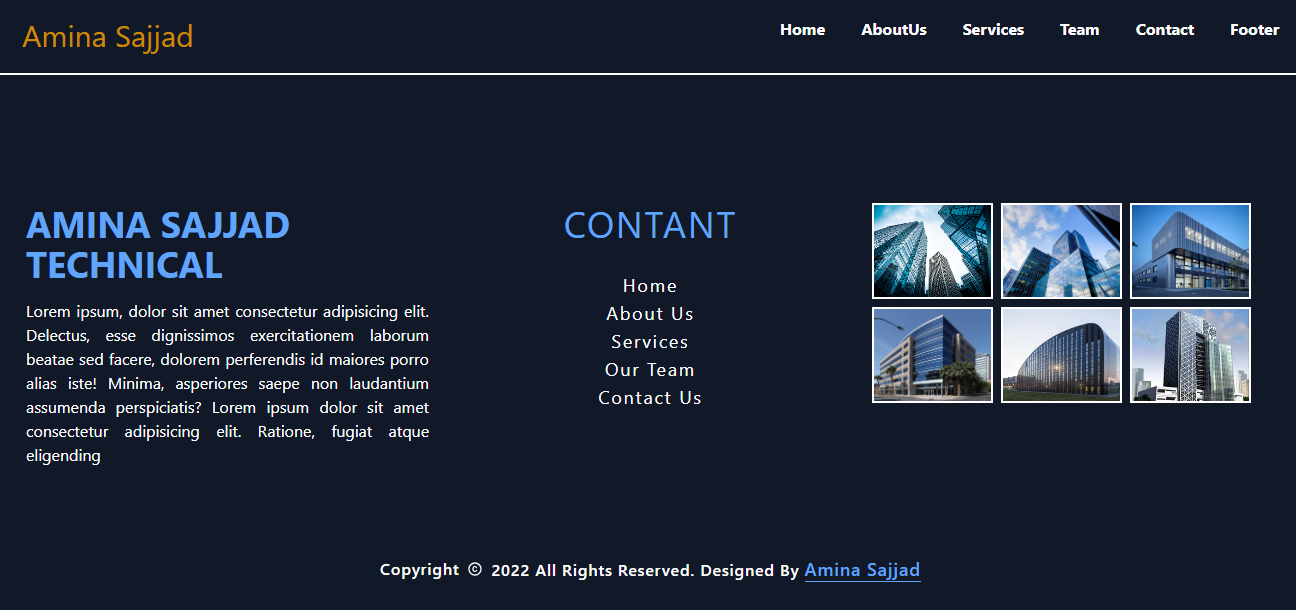 Amina Sajjad
Home AboutUs Services Team Contact Footer
AMINA SAJJAD
TECHNICAL
Lorem ipsum, dolor sit amet consectetur adipisicing elit.
Delectus, esse dignissimos exercitationem laborum
beatae sed facere, dolorem perferendis id maiores porro
alias iste! Minima, asperiores saepe non laudantium
assumenda perspiciatis? Lorem ipsum dolor sit amet
consectetur adipisicing elit. Ratione, fugiat atque
eligending
CONTANT
Home
About Us
Services
Our Team
Contact Us
Copyright © 2022 All Rights Reserved. Designed By Amina Sajjad